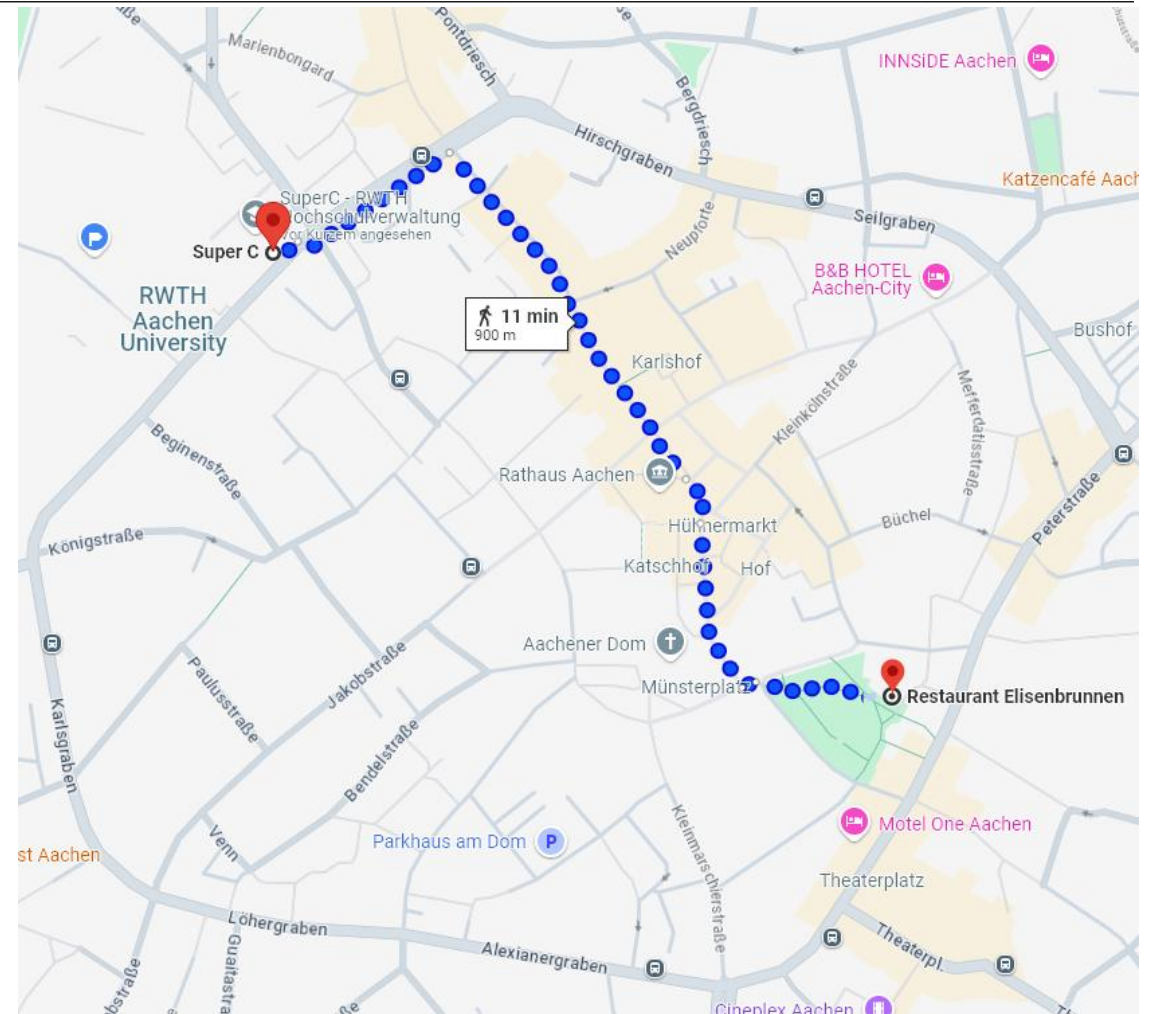 Marienbongard
Pontdriesch
Bergdriesch
INNSiDE Aachen
Hirschgraben
Katzencafé Aach
SuperC - RWTH
Hochschulverwaltung
Vor Kurzem angesehen
Super C
Seilgraben
Neupforte
B&B HOTEL
Aachen-City
RWTH
Aachen
University
11 min
900 m
Bushof
Karlshof
Kleinkölnstraße
Mefferdatisstraße
Beginenstraße
Rathaus Aachen
Peterstraße
Büchel
Hühnermarkt
Königstraße
Katschhof
Hof
Aachener Dom
Münsterplatz
Restaurant Elisenbrunnen
Paulusstraße
Jakobstraße
Karlsgraben
Bendelstraße
Kleinmarschierstraße
Motel One Aachen
Parkhaus am Dom
P
st Aachen
Venn
Theaterplatz
Löhergraben
Alexianergraben
Theaterpl.
Guaitastra
bstraße
Cineplex Aachen